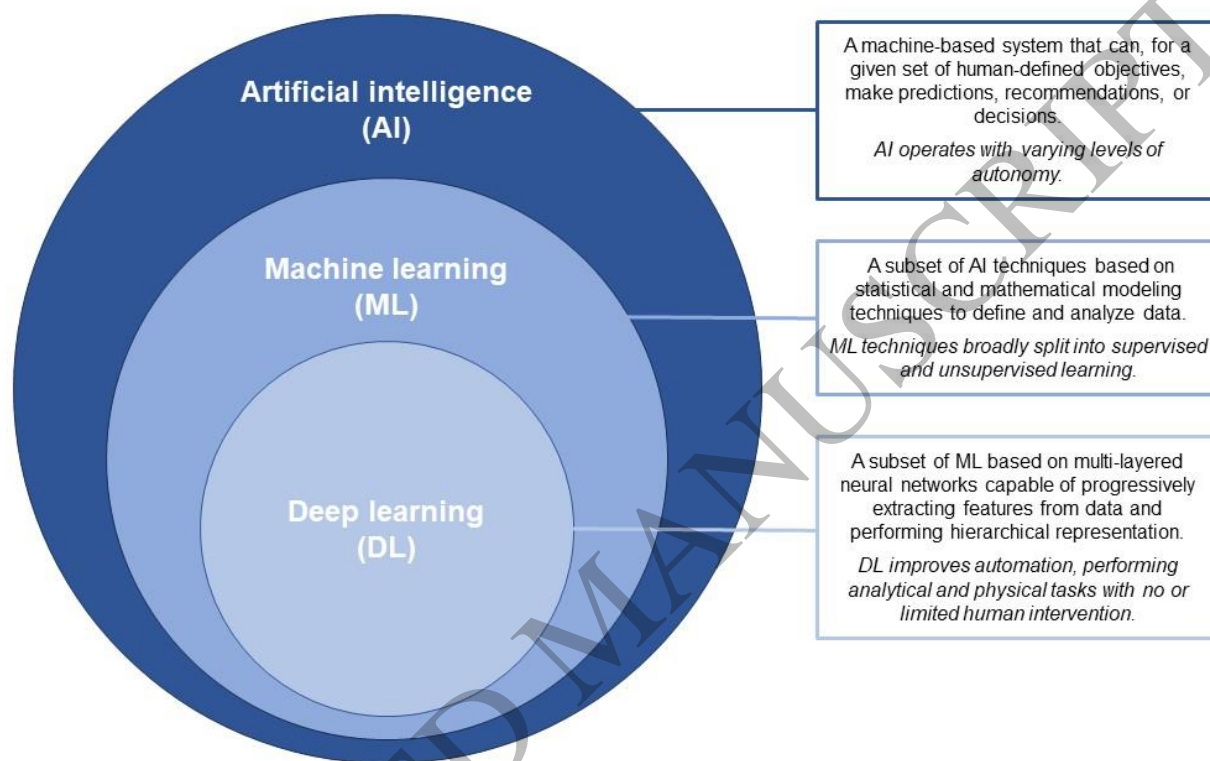 Artificial intelligence
(AI)
A machine-based system that can, for a
given set of human-defined objectives,
make predictions, recommendations, or
decisions.
AI operates with varying levels of
autonomy.
Machine learning
(ML)
A subset of AI techniques based on
statistical and mathematical modeling
techniques to define and analyze data.
ML techniques broadly split into supervised
and unsupervised learning.
Deep learning
(DL)
A subset of ML based on multi-layered
neural networks capable of progressively
extracting features from data and
performing hierarchical representation.
DL improves automation, performing
analytical and physical tasks with no or
limited human intervention.
TED MANUSCRIPT